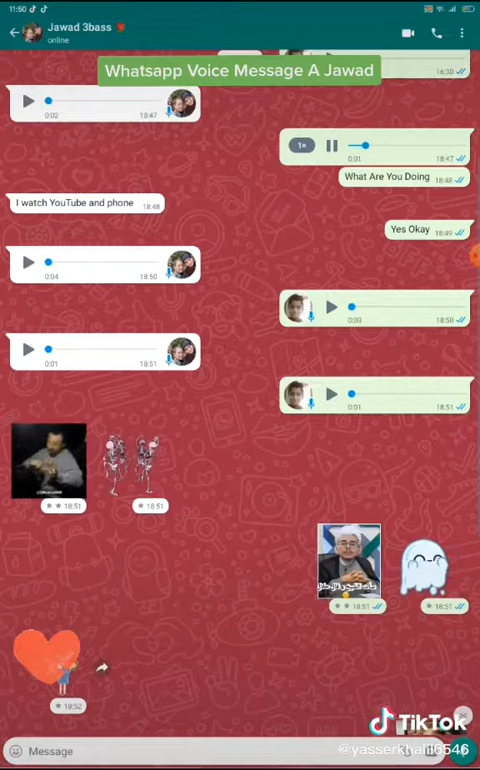 11:50
Jawad 3bass
online
Whatsapp Voice Message A Jawad
16:30
0:02 18:47
1×
0:01 18:47
What Are You Doing 18:48
I watch YouTube and phone 18:48
Yes Okay 18:49
0:04 18:50
0:03 18:50
0:01 18:51
0:01 18:51
18:51 18:51
18:51 18:51
18:52
TikTok
Message
@yasserkhalil6546